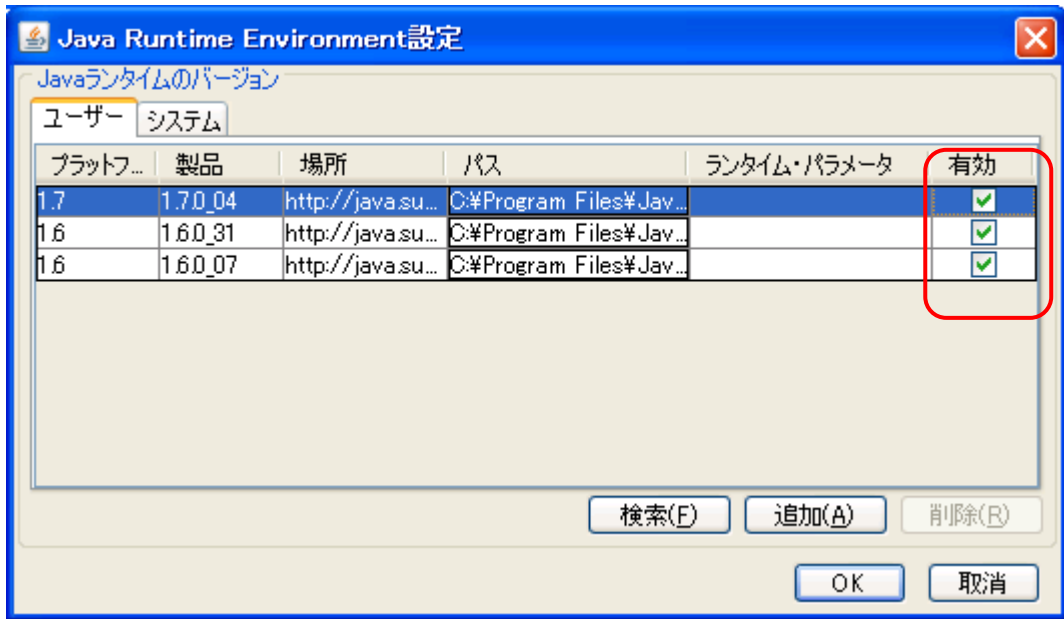 Java Runtime Environment設定
Javaランタイムのバージョン
ユーザー システム
プラットフ... 製品 場所 パス ランタイム・パラメータ 有効
1.7 1.7.0_04 http://java.su... C:¥Program Files¥Jav...
1.6 1.6.0_31 http://java.su... C:¥Program Files¥Jav...
1.6 1.6.0_07 http://java.su... C:¥Program Files¥Jav...
検索(F) 追加(A) 削除(R)
OK 取消